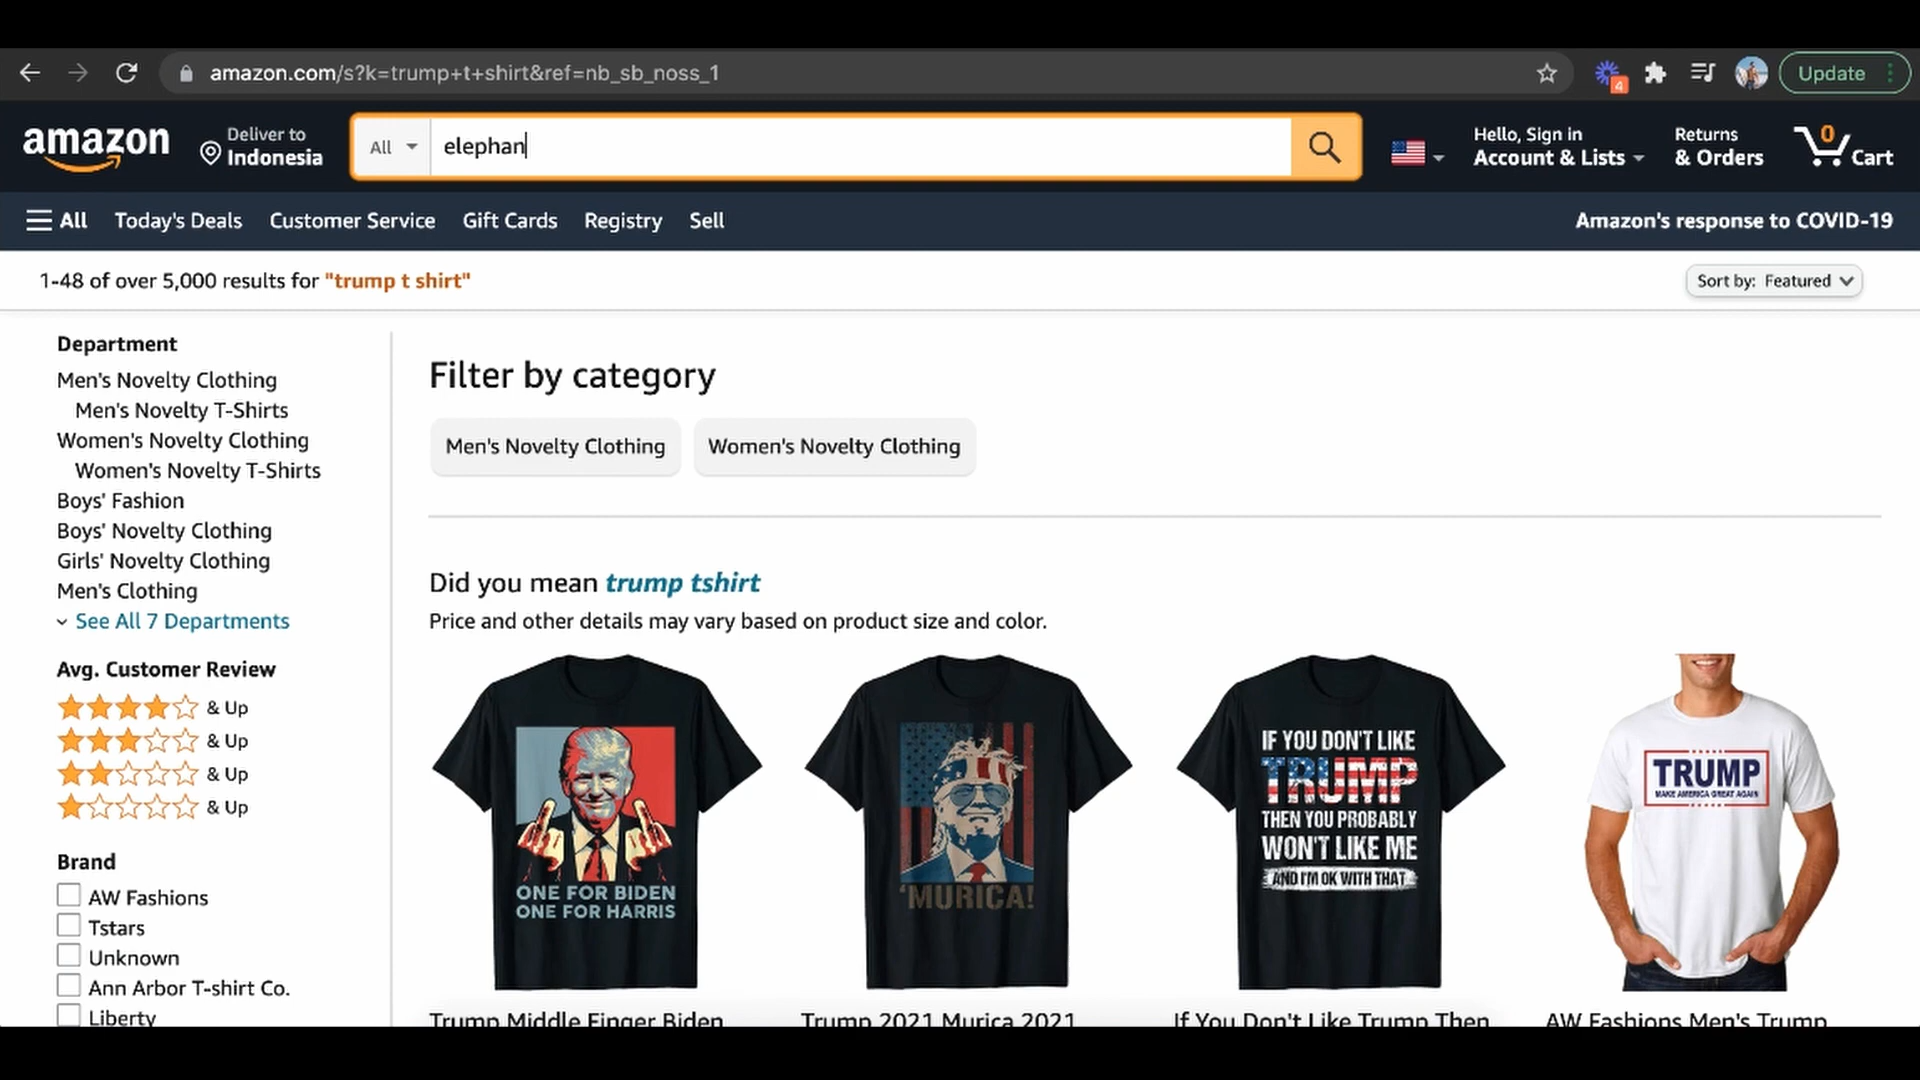 amazon.com/s?k=trump+t+shirt&ref=nb_sb_noss_1
4
Update
amazon
Deliver to
Indonesia
All
elephan
Hello, Sign in
Account & Lists
Returns
& Orders
0
Cart
All
Today's Deals
Customer Service
Gift Cards
Registry
Sell
Amazon's response to COVID-19
1-48 of over 5,000 results for "trump t shirt"
Sort by: Featured
Department
Men's Novelty Clothing
Men's Novelty T-Shirts
Women's Novelty Clothing
Women's Novelty T-Shirts
Boys' Fashion
Boys' Novelty Clothing
Girls' Novelty Clothing
Men's Clothing
See All 7 Departments
Avg. Customer Review
& Up
& Up
& Up
& Up
Brand
AW Fashions
Tstars
Unknown
Ann Arbor T-shirt Co.
Liberty
Filter by category
Men's Novelty Clothing
Women's Novelty Clothing
Did you mean trump tshirt
Price and other details may vary based on product size and color.
ONE FOR BIDEN
ONE FOR HARRIS
'MURICA!
IF YOU DON'T LIKE
TRUMP
THEN YOU PROBABLY
WON'T LIKE ME
AND I'M OK WITH THAT
TRUMP
MAKE AMERICA GREAT AGAIN
Trump Middle Finger Biden
Trump 2021 Murica 2021
If You Don't Like Trump Then
AW Fashions Men's Trump